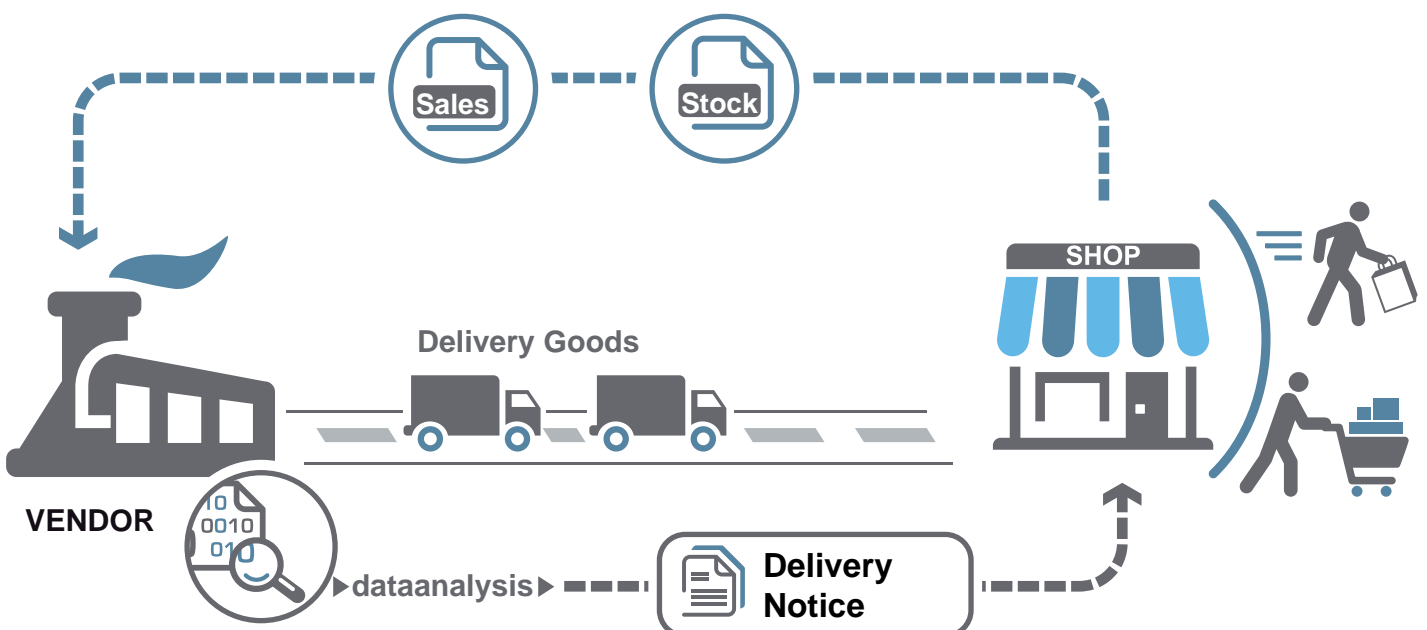 Sales
Stock
SHOP
Delivery Goods
VENDOR
10
0010
010
dataanalysis
Delivery
Notice